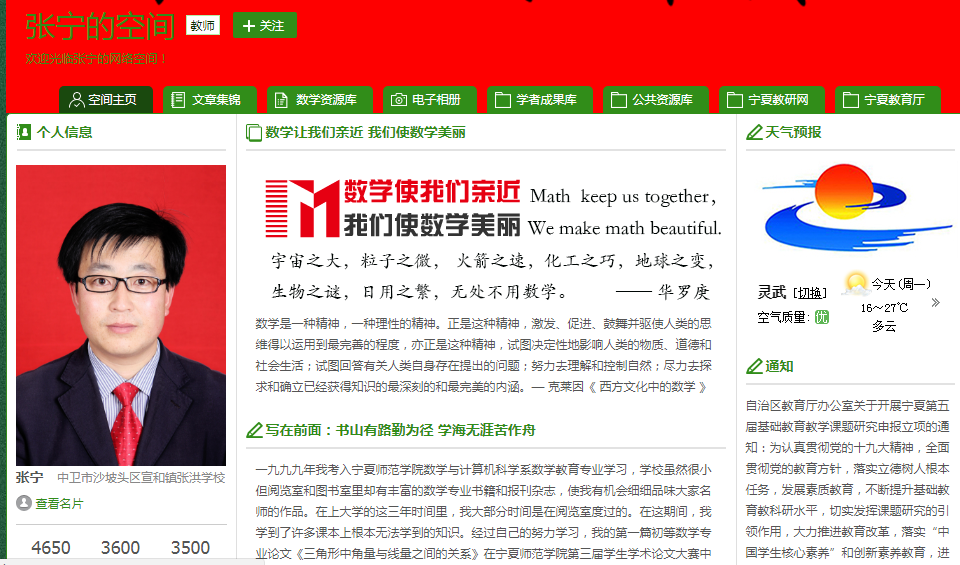 张宁的空间 教师 + 关注
欢迎光临张宁的网络空间！
空间主页 文章集锦 数学资源库 电子相册 学者成果库 公共资源库 宁夏教研网 宁夏教育厅
个人信息
张宁 中卫市沙坡头区宣和镇张洪学校
查看名片
4650 3600 3500
数学让我们亲近 我们使数学美丽
数学使我们亲近 Math keep us together,
我们使数学美丽 We make math beautiful.
宇宙之大，粒子之微， 火箭之速，化工之巧，地球之变，
生物之谜，日用之繁，无处不用数学。 —— 华罗庚
数学是一种精神，一种理性的精神。正是这种精神，激发、促进、鼓舞并驱使人类的思
维得以运用到最完善的程度，亦正是这种精神，试图决定性地影响人类的物质、道德和
社会生活；试图回答有关人类自身存在提出的问题；努力去理解和控制自然；尽力去探
求和确立已经获得知识的最深刻的和最完美的内涵。— 克莱因《 西方文化中的数学 》
写在前面：书山有路勤为径 学海无涯苦作舟
一九九九年我考入宁夏师范学院数学与计算机科学系数学教育专业学习，学校虽然很小
但阅览室和图书室里却有丰富的数学专业书籍和报刊杂志，使我有机会细细品味大家名
师的作品。在上大学的这三年时间里，我大部分时间是在阅览室度过的。在这期间，我
学到了许多课本上根本无法学到的知识。经过自己的努力学习，我的第一篇初等数学专
业论文《三角形中角量与线量之间的关系》在宁夏师范学院第三届学生学术论文大赛中
天气预报
灵武 [切换]
空气质量: 优
今天 (周一)
16～27℃
多云
通知
自治区教育厅办公室关于开展宁夏第五
届基础教育教学课题研究申报立项的通
知：为认真贯彻党的十九大精神，全面
贯彻党的教育方针，落实立德树人根本
任务，发展素质教育，不断提升基础教
育教科研水平，切实发挥课题研究的引
领作用，大力推进教育改革，落实“中
国学生核心素养”和创新素养教育，进